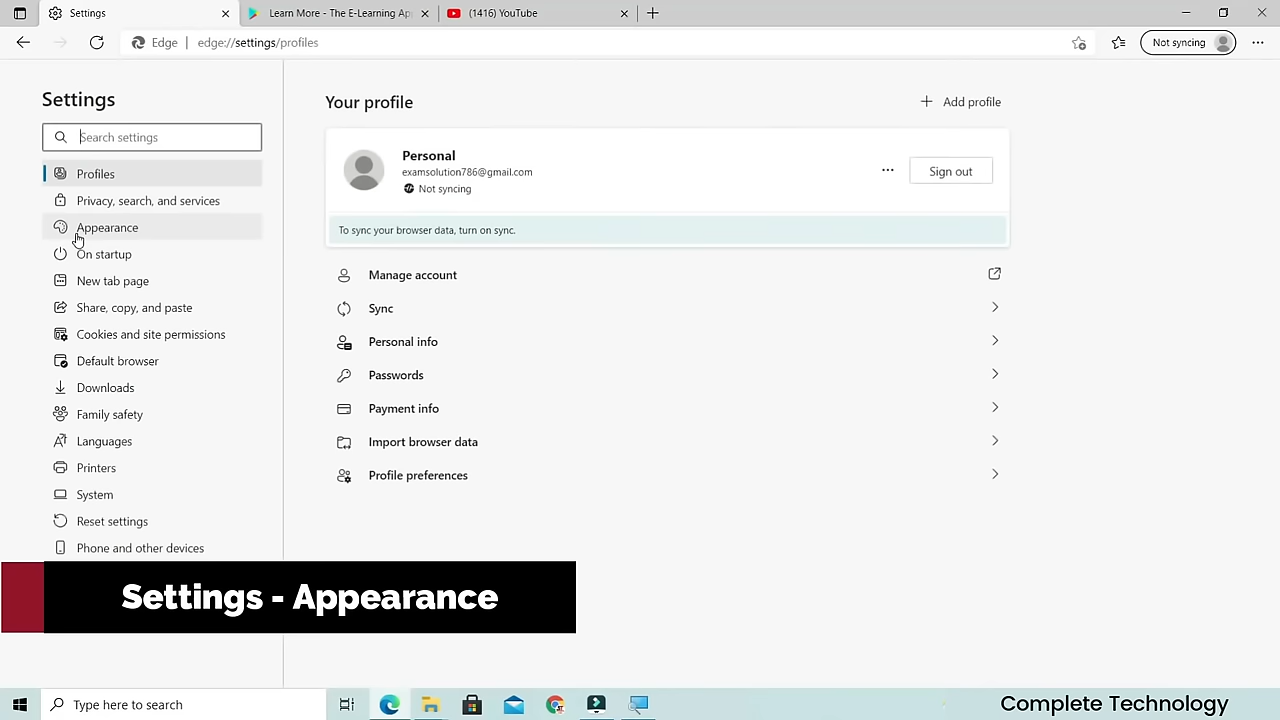 Settings
Learn More - The E-Learning Ap
(1416) YouTube
Edge
edge://settings/profiles
Not syncing
Settings
Search settings
Profiles
Privacy, search, and services
Appearance
On startup
New tab page
Share, copy, and paste
Cookies and site permissions
Default browser
Downloads
Family safety
Languages
Printers
System
Reset settings
Phone and other devices
Your profile
Add profile
Personal
examsolution786@gmail.com
Not syncing
Sign out
To sync your browser data, turn on sync.
Manage account
Sync
Personal info
Passwords
Payment info
Import browser data
Profile preferences
Settings - Appearance
Type here to search
Complete Technology